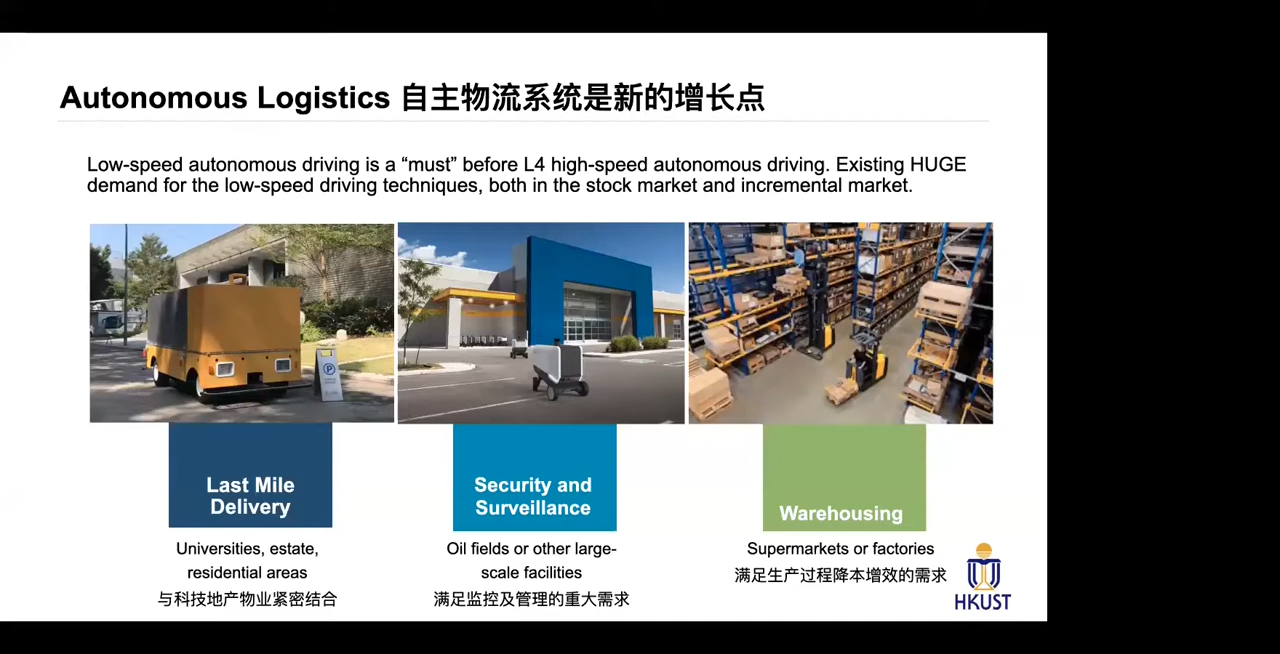 Autonomous Logistics 自主物流系统是新的增长点
Low-speed autonomous driving is a “must” before L4 high-speed autonomous driving. Existing HUGE
demand for the low-speed driving techniques, both in the stock market and incremental market.
Last Mile
Delivery
Security and
Surveillance
Warehousing
Universities, estate,
residential areas
与科技地产物业紧密结合
Oil fields or other large-
scale facilities
满足监控及管理的重大需求
Supermarkets or factories
满足生产过程降本增效的需求
HKUST
P